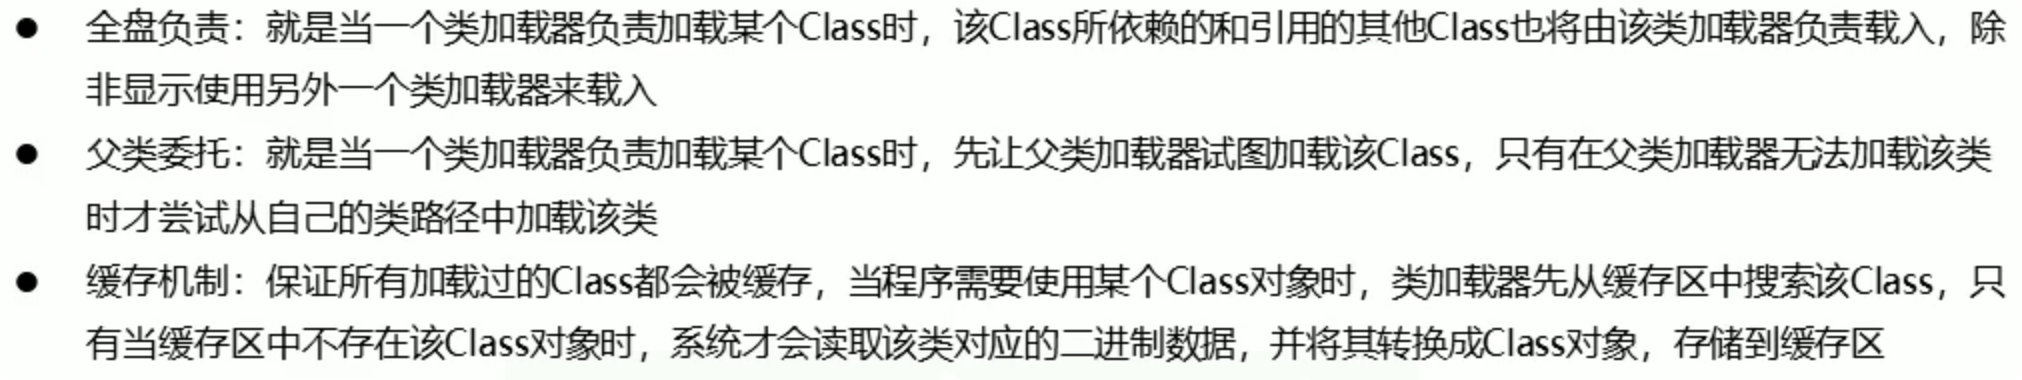 ● 全盘负责：就是当一个类加载器负责加载某个Class时，该Class所依赖的和引用的其他Class也将由该类加载器负责载入，除
非显示使用另外一个类加载器来载入
● 父类委托：就是当一个类加载器负责加载某个Class时，先让父类加载器试图加载该Class，只有在父类加载器无法加载该类
时才尝试从自己的类路径中加载该类
● 缓存机制：保证所有加载过的Class都会被缓存，当程序需要使用某个Class对象时，类加载器先从缓存区中搜索该Class，只
有当缓存区中不存在该Class对象时，系统才会读取该类对应的二进制数据，并将其转换成Class对象，存储到缓存区